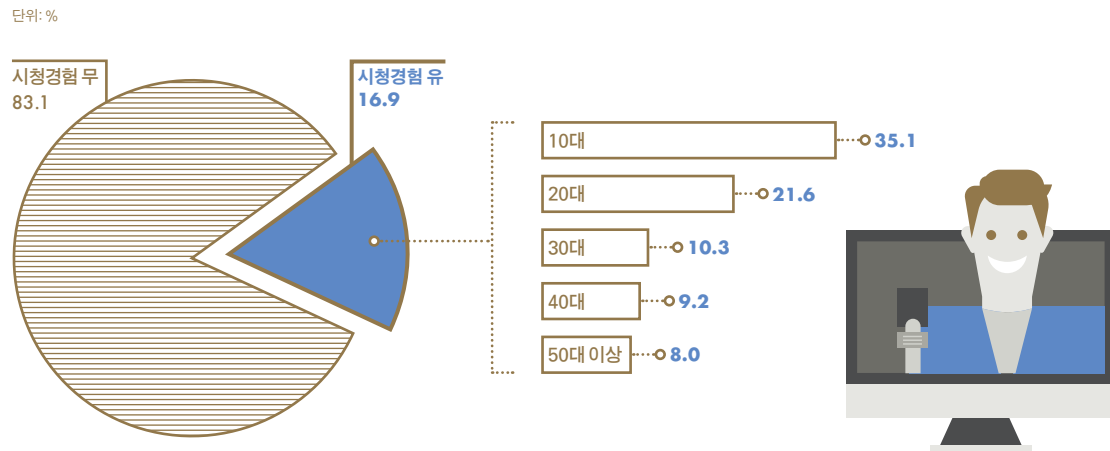 단위: %
시청경험 무
83.1
시청경험 유
16.9
10대
35.1
20대
21.6
30대
10.3
40대
9.2
50대 이상
8.0